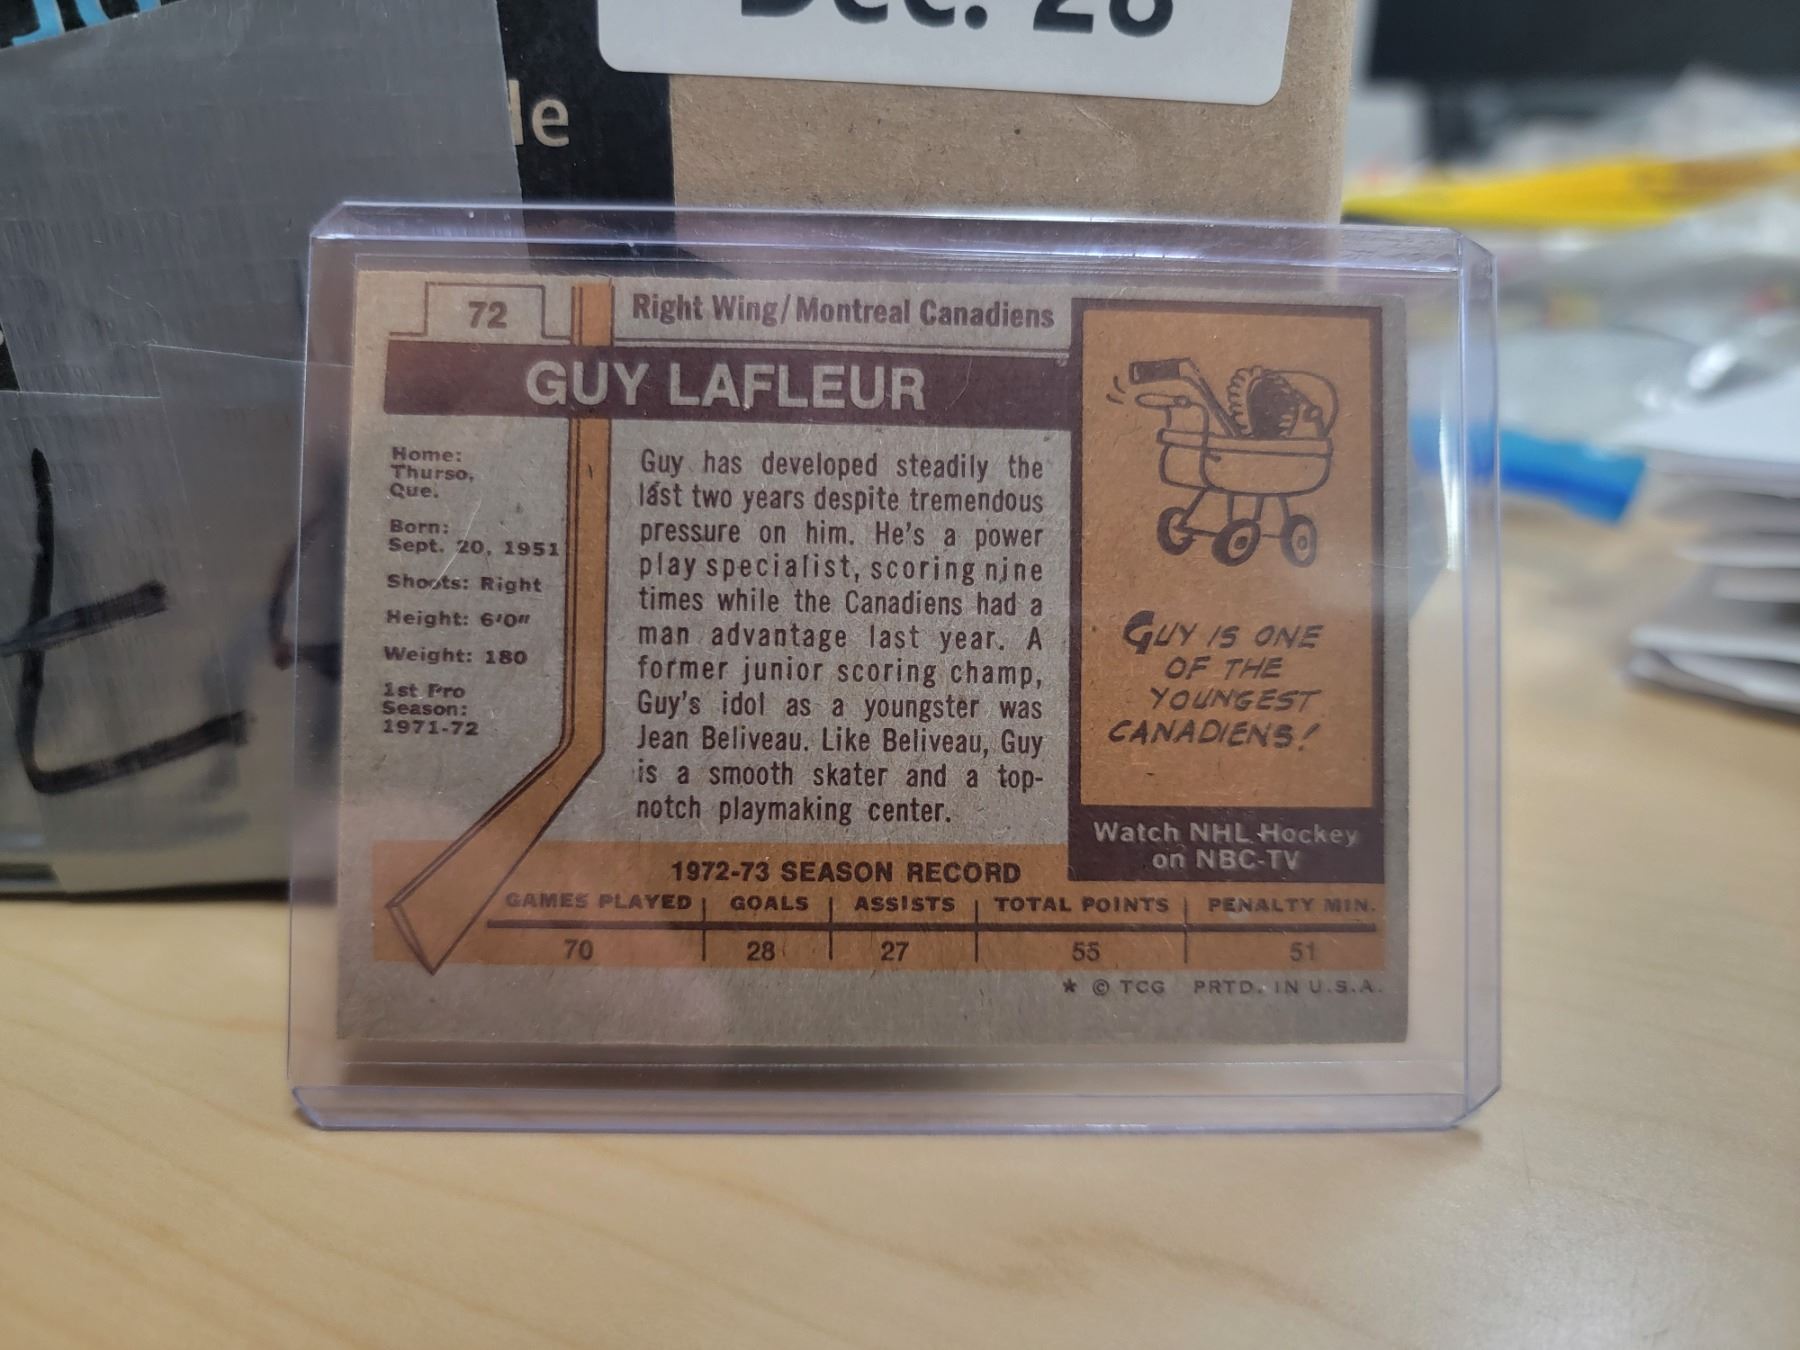 Dec. 28
le
72
Right Wing/Montreal Canadiens
GUY LAFLEUR
Home:
Thurso,
Que.
Born:
Sept. 20, 1951
Shoots: Right
Height: 6'0"
Weight: 180
1st Pro
Season:
1971-72
Guy has developed steadily the
last two years despite tremendous
pressure on him. He's a power
play specialist, scoring nine
times while the Canadiens had a
man advantage last year. A
former junior scoring champ,
Guy's idol as a youngster was
Jean Beliveau. Like Beliveau, Guy
is a smooth skater and a top-
notch playmaking center.
GUY IS ONE
OF THE
YOUNGEST
CANADIENS!
Watch NHL Hockey
on NBC-TV
1972-73 SEASON RECORD
GAMES PLAYED GOALS ASSISTS TOTAL POINTS PENALTY MIN.
70 28 27 55 51
* © TCG PRTD. IN U.S.A.